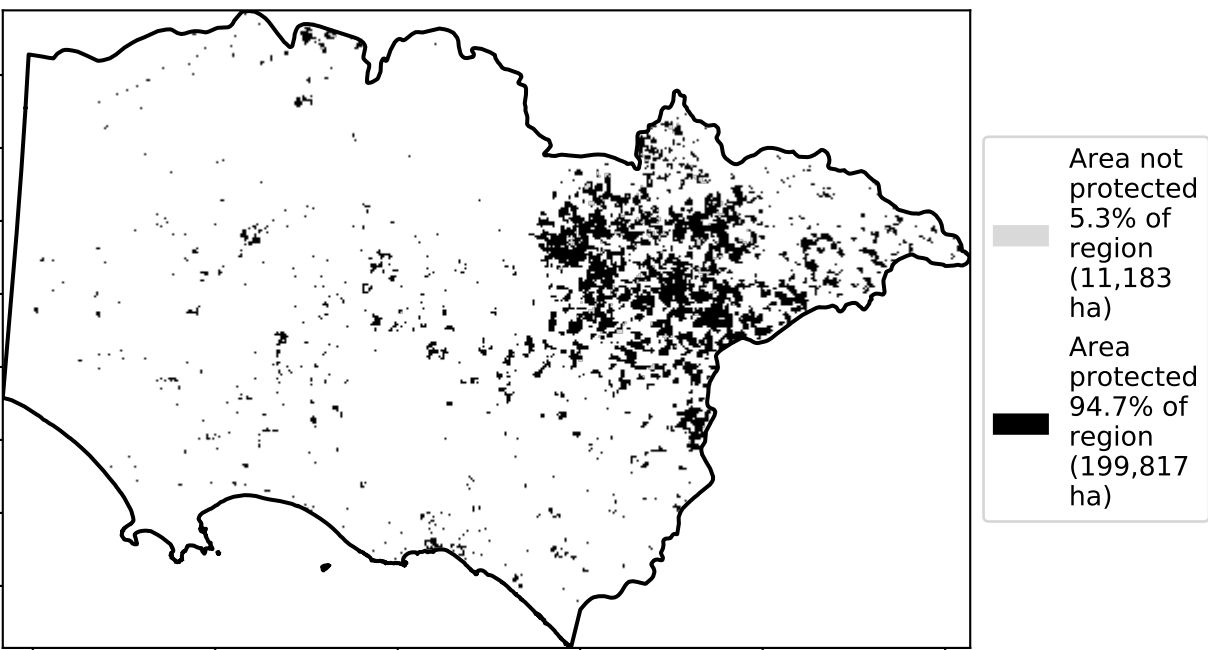 Area not
protected
5.3% of
region
(11,183
ha)
Area
protected
94.7% of
region
(199,817
ha)